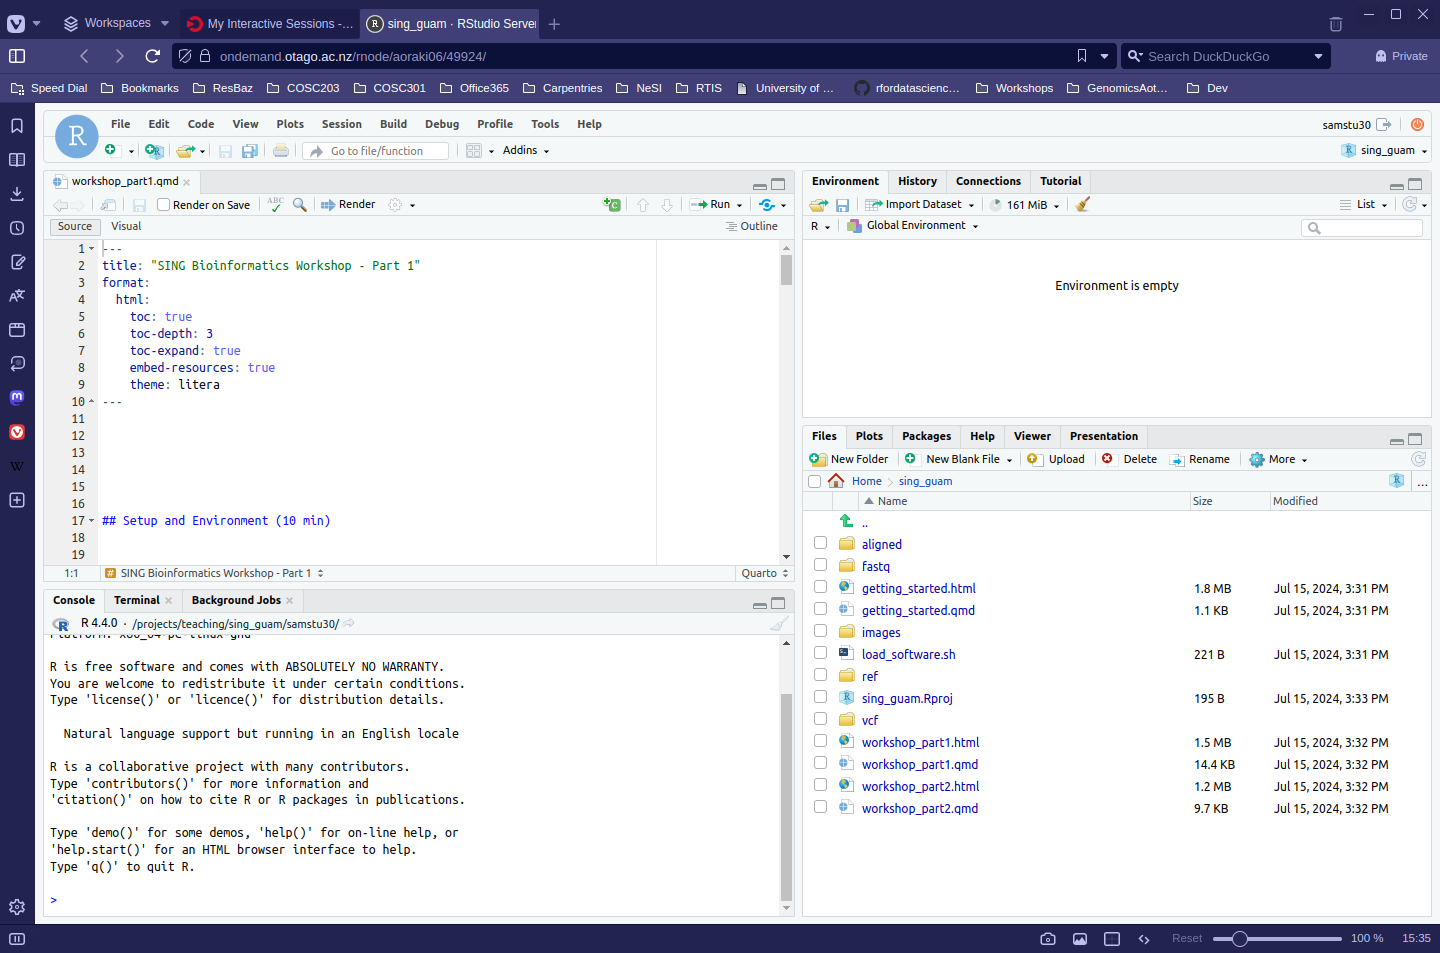 Workspaces
My Interactive Sessions -...
sing_guam · RStudio Server
ondemand.otago.ac.nz/rnode/aoraki06/49924/
Search DuckDuckGo
Private
Speed Dial Bookmarks ResBaz COSC203 COSC301 Office365 Carpentries NeSI RTIS University of ... rfordatascienc... Workshops GenomicsAot... Dev
File Edit Code View Plots Session Build Debug Profile Tools Help
samstu30
Go to file/function
Addins
sing_guam
workshop_part1.qmd
Render on Save
ABC
Render
Run
Source Visual
Outline
1 ---
2 title: "SING Bioinformatics Workshop - Part 1"
3 format:
4 html:
5 toc: true
6 toc-depth: 3
7 toc-expand: true
8 embed-resources: true
9 theme: litera
10 ---
11
12
13
14
15
16
17 ## Setup and Environment (10 min)
18
19
1:1
# SING Bioinformatics Workshop - Part 1
Quarto
Console Terminal Background Jobs
R 4.4.0 · /projects/teaching/sing_guam/samstu30/
Platform: x86_64-pc-linux-gnu
R is free software and comes with ABSOLUTELY NO WARRANTY.
You are welcome to redistribute it under certain conditions.
Type 'license()' or 'licence()' for distribution details.
Natural language support but running in an English locale
R is a collaborative project with many contributors.
Type 'contributors()' for more information and
'citation()' on how to cite R or R packages in publications.
Type 'demo()' for some demos, 'help()' for on-line help, or
'help.start()' for an HTML browser interface to help.
Type 'q()' to quit R.
>
Environment History Connections Tutorial
Import Dataset
161 MiB
List
R
Global Environment
Environment is empty
Files Plots Packages Help Viewer Presentation
New Folder New Blank File Upload Delete Rename More
Home sing_guam
...
Name Size Modified
..
aligned
fastq
getting_started.html 1.8 MB Jul 15, 2024, 3:31 PM
getting_started.qmd 1.1 KB Jul 15, 2024, 3:31 PM
images
load_software.sh 221 B Jul 15, 2024, 3:31 PM
ref
sing_guam.Rproj 195 B Jul 15, 2024, 3:33 PM
vcf
workshop_part1.html 1.5 MB Jul 15, 2024, 3:32 PM
workshop_part1.qmd 14.4 KB Jul 15, 2024, 3:32 PM
workshop_part2.html 1.2 MB Jul 15, 2024, 3:32 PM
workshop_part2.qmd 9.7 KB Jul 15, 2024, 3:32 PM
Reset
100 %
15:35